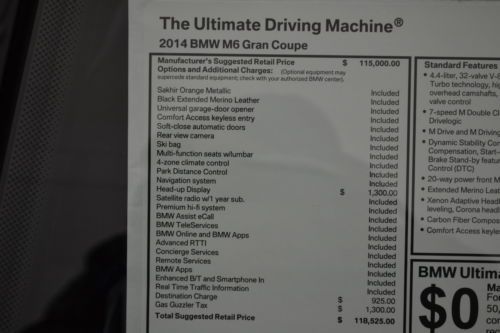 The Ultimate Driving Machine®
2014 BMW M6 Gran Coupe
Manufacturer's Suggested Retail Price $ 115,000.00
Options and Additional Charges: (Optional equipment may
supercede standard equipment; check with your authorized BMW center).
Sakhir Orange Metallic Included
Black Extended Merino Leather Included
Universal garage-door opener Included
Comfort Access keyless entry Included
Soft-close automatic doors Included
Rear view camera Included
Ski bag Included
Multi-function seats w/lumbar Included
4-zone climate control Included
Park Distance Control Included
Navigation system Included
Head-up Display $ 1,300.00
Satellite radio w/1 year sub. Included
Premium hi-fi system Included
BMW Assist eCall Included
BMW TeleServices Included
BMW Online and BMW Apps Included
Advanced RTTI Included
Concierge Services Included
Remote Services Included
BMW Apps Included
Enhanced B/T and Smartphone In Included
Real Time Traffic Information Included
Destination Charge $ 925.00
Gas Guzzler Tax $ 1,300.00
Total Suggested Retail Price $ 118,525.00
Standard Features
• 4.4-liter, 32-valve V-8
Turbo technology, hig
overhead camshafts,
valve control
• 7-speed M Double Cl
Drivelogic
• M Drive and M Driving
• Dynamic Stability Con
Compensation, Start-
Brake Stand-by featur
Control (DTC)
• 20-way power front M
• Extended Merino Leat
• Xenon Adaptive Headl
leveling, Corona headl
• Carbon Fiber Compos
• Comfort Access keyle
BMW Ultima
$0
Ma
For
50,